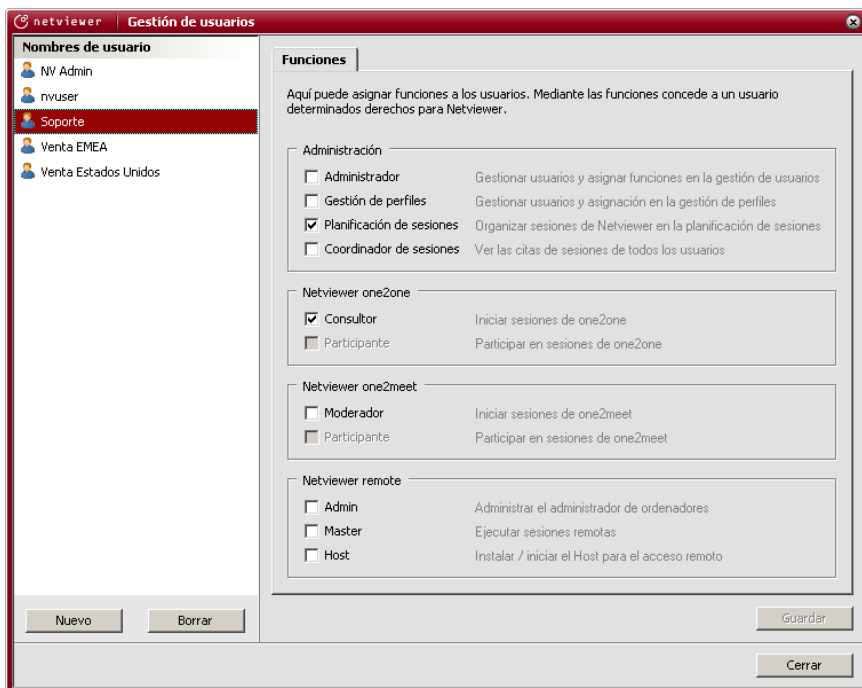 netviewer Gestión de usuarios
Nombres de usuario
NV Admin
nvuser
Soporte
Venta EMEA
Venta Estados Unidos
Nuevo
Borrar
Funciones
Aquí puede asignar funciones a los usuarios. Mediante las funciones concede a un usuario
determinados derechos para Netviewer.
Administración
Administrador Gestionar usuarios y asignar funciones en la gestión de usuarios
Gestión de perfiles Gestionar usuarios y asignación en la gestión de perfiles
Planificación de sesiones Organizar sesiones de Netviewer en la planificación de sesiones
Coordinador de sesiones Ver las citas de sesiones de todos los usuarios
Netviewer one2one
Consultor Iniciar sesiones de one2one
Participante Participar en sesiones de one2one
Netviewer one2meet
Moderador Iniciar sesiones de one2meet
Participante Participar en sesiones de one2meet
Netviewer remote
Admin Administrar el administrador de ordenadores
Master Ejecutar sesiones remotas
Host Instalar / iniciar el Host para el acceso remoto
Guardar
Cerrar